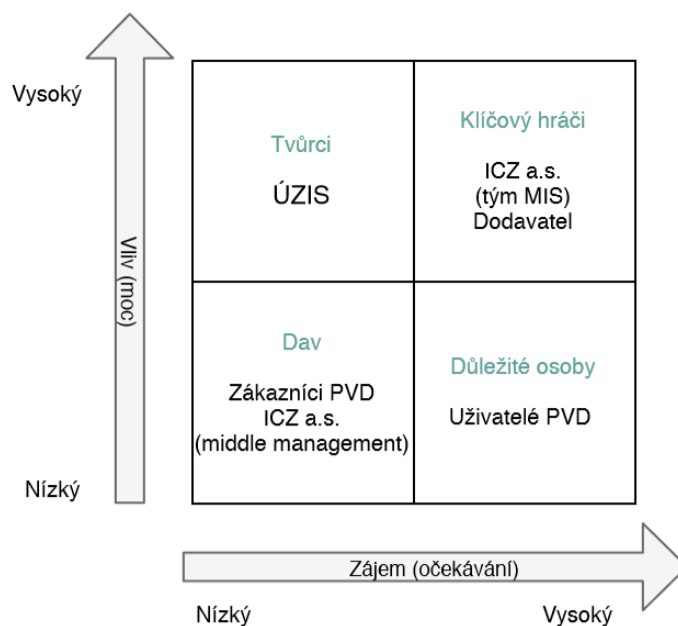 Vysoký
Vliv (moc)
Nízký
Tvůrci
ÚZIS
Klíčový hráči
ICZ a.s.
(tým MIS)
Dodavatel
Dav
Zákazníci PVD
ICZ a.s.
(middle management)
Důležité osoby
Uživatelé PVD
Zájem (očekávání)
Nízký
Vysoký